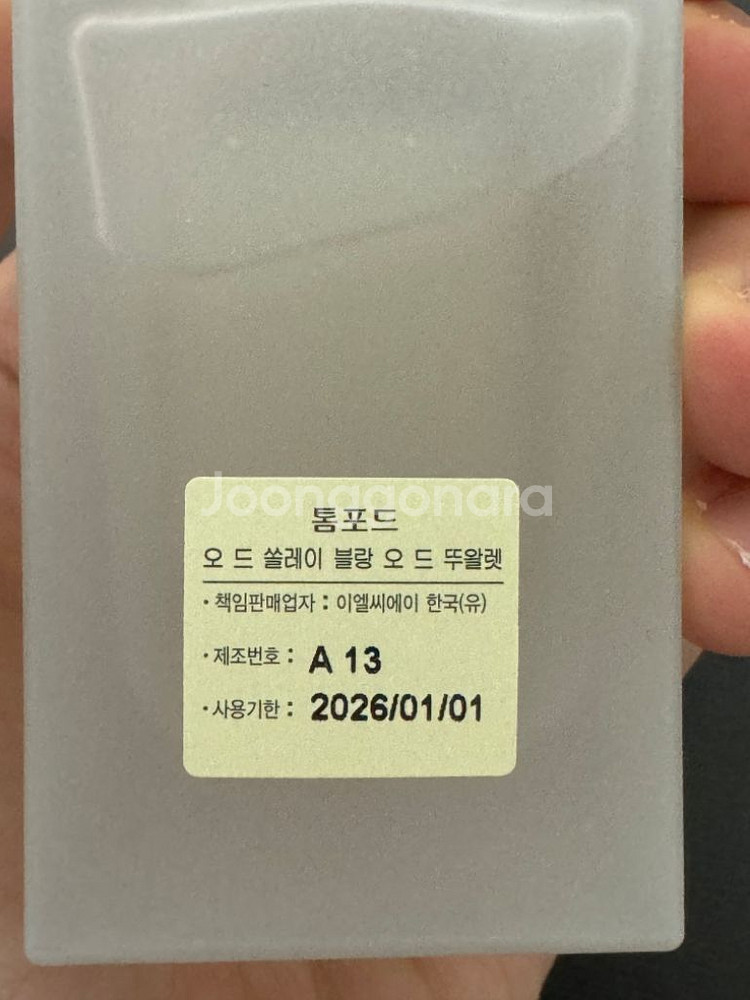 Joonggonara
톰포드
오 드 쏠레이 블랑 오 드 뚜왈렛
· 책임판매업자 : 이엘씨에이 한국(유)
· 제조번호 : A 13
· 사용기한 : 2026/01/01